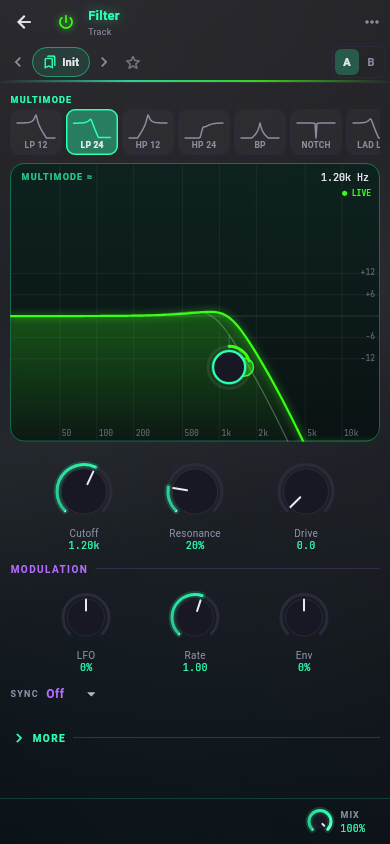 Filter
Track
Init
A B
MULTIMODE
LP 12 LP 24 HP 12 HP 24 BP NOTCH LAD L
MULTIMODE ≈ 1.20k Hz
LIVE
+12
+6
-6
-12
50 100 200 500 1k 2k 5k 10k
Cutoff Resonance Drive
1.20k 20% 0.0
MODULATION
LFO Rate Env
0% 1.00 0%
SYNC Off
MORE
MIX
100%